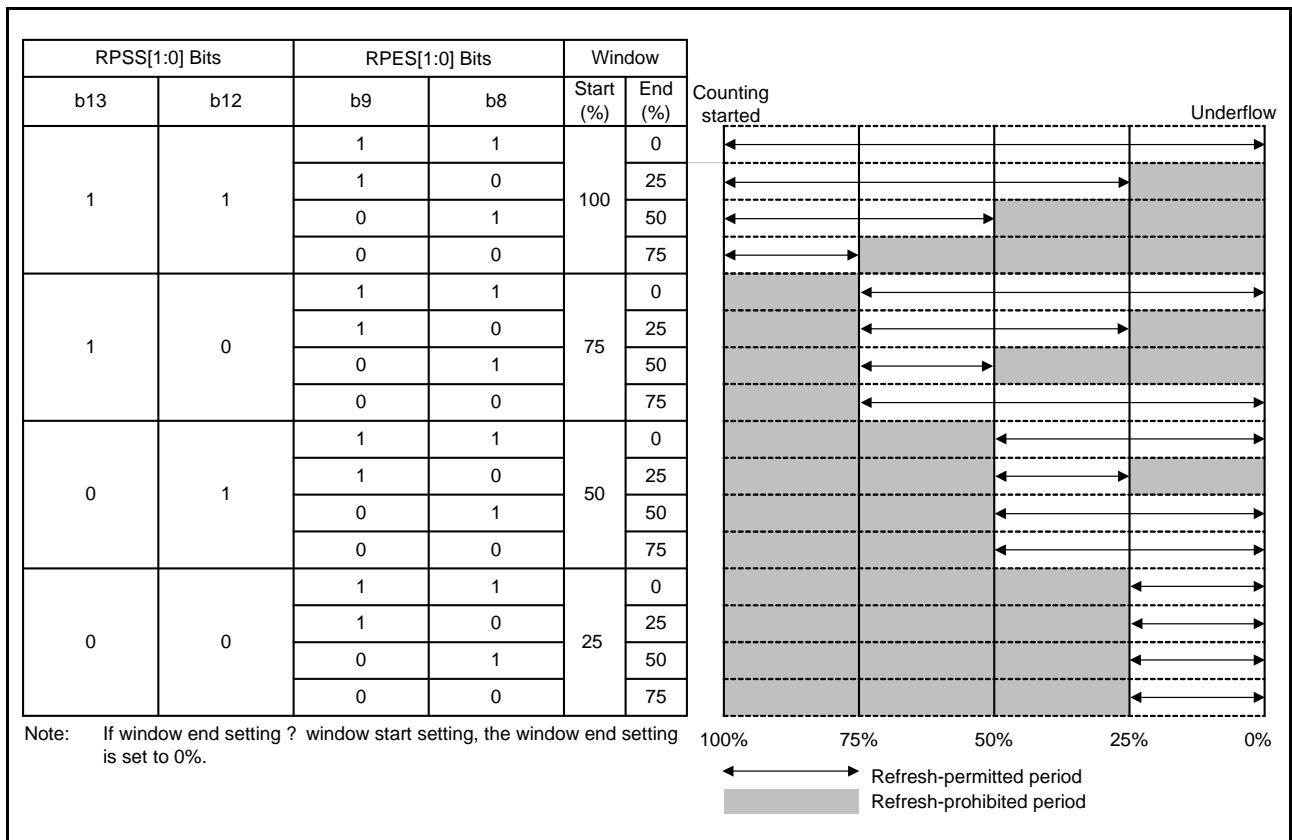 RPSS[1:0] Bits RPES[1:0] Bits Window
b13 b12 b9 b8 Start (%) End (%)
Counting started
Underflow
1 1 0
1 0 25
1 1 100
0 1 50
0 0 75
1 1 0
1 0 25
1 0 75
0 1 50
0 0 75
1 1 0
1 0 25
0 1 50
0 1 50
0 0 75
1 1 0
1 0 25
0 0 25
0 1 50
0 0 75
Note: If window end setting ? window start setting, the window end setting
is set to 0%.
100% 75% 50% 25% 0%
Refresh-permitted period
Refresh-prohibited period